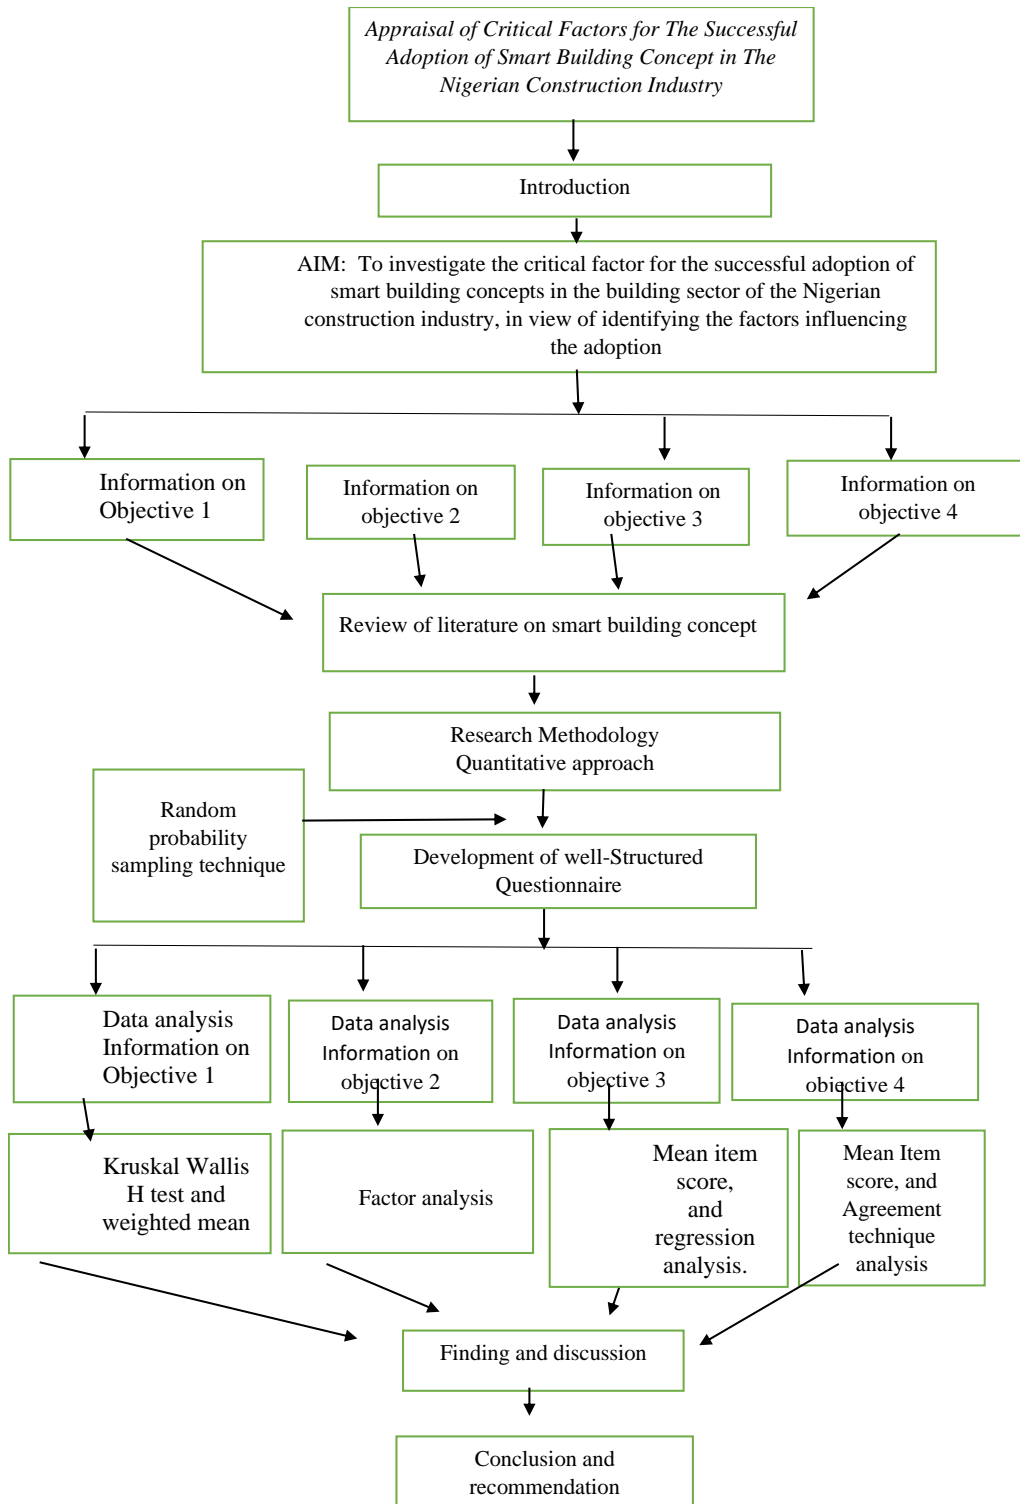 Appraisal of Critical Factors for The Successful
Adoption of Smart Building Concept in The
Nigerian Construction Industry
Introduction
AIM: To investigate the critical factor for the successful adoption of
smart building concepts in the building sector of the Nigerian
construction industry, in view of identifying the factors influencing
the adoption
Information on
Objective 1
Information on
objective 2
Information on
objective 3
Information on
objective 4
Review of literature on smart building concept
Research Methodology
Quantitative approach
Random
probability
sampling technique
Development of well-Structured
Questionnaire
Data analysis
Information on
Objective 1
Data analysis
Information on
objective 2
Data analysis
Information on
objective 3
Data analysis
Information on
objective 4
Kruskal Wallis
H test and
weighted mean
Factor analysis
Mean item
score,
and
regression
analysis.
Mean Item
score, and
Agreement
technique
analysis
Finding and discussion
Conclusion and
recommendation